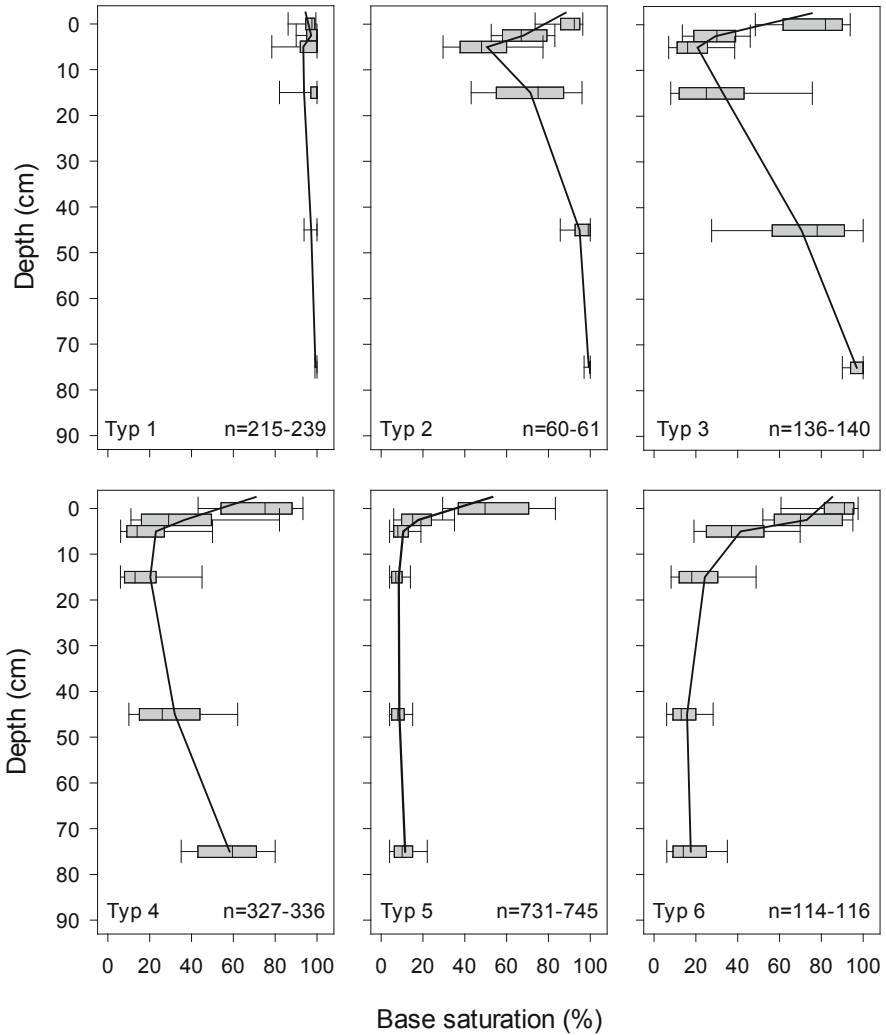 0
10
20
30
40
50
60
70
80
90
Depth (cm)
Typ 1 n=215-239
Typ 2 n=60-61
Typ 3 n=136-140
0
10
20
30
40
50
60
70
80
90
Depth (cm)
Typ 4 n=327-336
Typ 5 n=731-745
Typ 6 n=114-116
0 20 40 60 80 100
0 20 40 60 80 100
0 20 40 60 80 100
Base saturation (%)